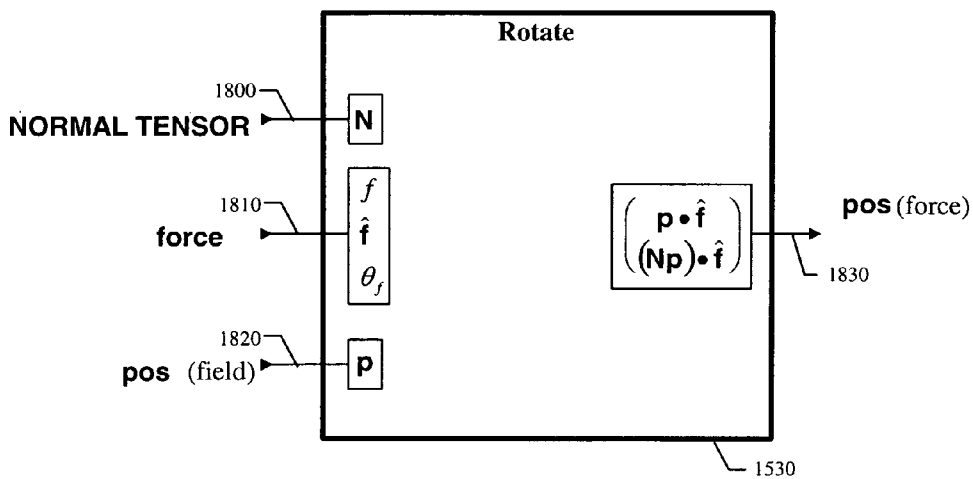 Rotate
1800
NORMAL TENSOR
N
1810
force
f
f̂
θ_f
1820
pos (field)
p
( p • f̂
(Np) • f̂ )
pos (force)
1830
1530